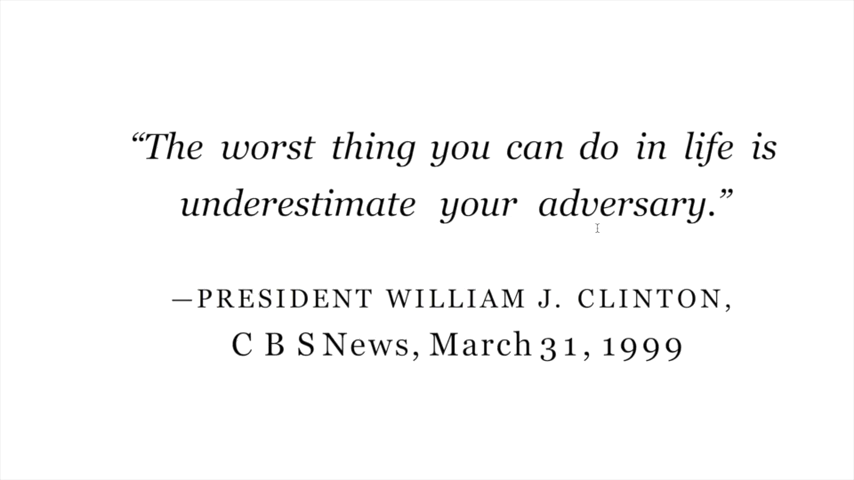 “The worst thing you can do in life is
underestimate your adversary.”
—PRESIDENT WILLIAM J. CLINTON,
C B S News, March 31, 1999